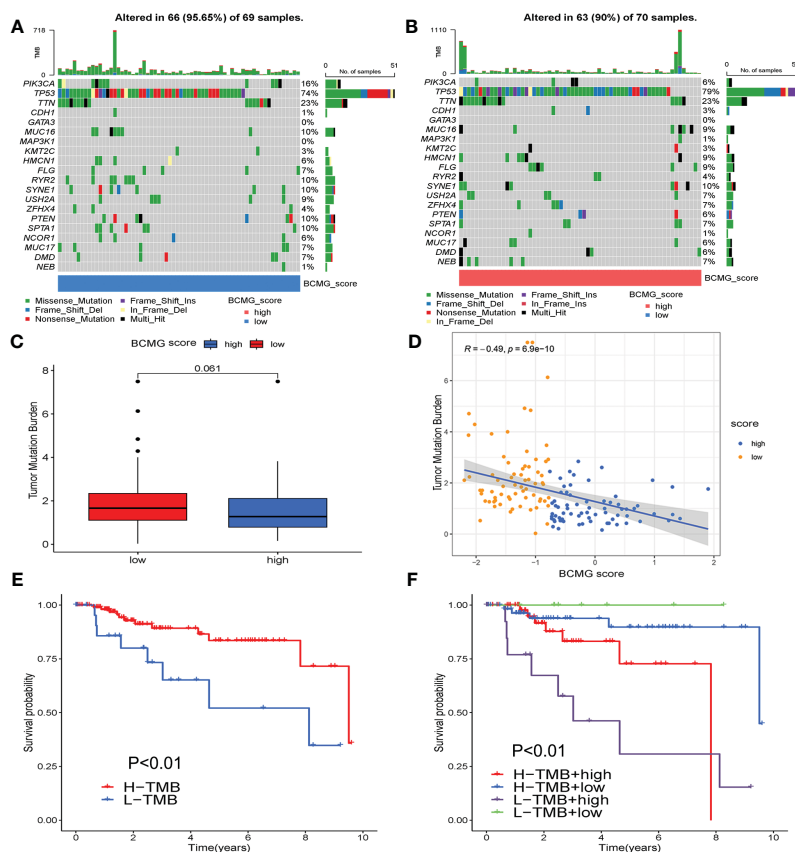 A
Altered in 66 (95.65%) of 69 samples.
718
TMB
0
No. of samples
0
51
PIK3CA 16%
TP53 74%
TTN 23%
CDH1 1%
GATA3 0%
MUC16 10%
MAP3K1 0%
KMT2C 3%
HMCN1 6%
FLG 7%
RYR2 10%
SYNE1 10%
USH2A 9%
ZFHX4 4%
PTEN 10%
SPTA1 10%
NCOR1 6%
MUC17 7%
DMD 7%
NEB 1%
BCMG_score
Missense_Mutation
Frame_Shift_Del
Nonsense_Mutation
Frame_Shift_Ins
In_Frame_Del
Multi_Hit
BCMG_score
high
low
B
Altered in 63 (90%) of 70 samples.
1110
TMB
0
No. of samples
0
5
PIK3CA 6%
TP53 79%
TTN 23%
CDH1 3%
GATA3 0%
MUC16 9%
MAP3K1 1%
KMT2C 3%
HMCN1 9%
FLG 9%
RYR2 4%
SYNE1 10%
USH2A 7%
ZFHX4 7%
PTEN 6%
SPTA1 7%
NCOR1 1%
MUC17 6%
DMD 6%
NEB 7%
BCMG_score
Missense_Mutation
Frame_Shift_Del
Nonsense_Mutation
In_Frame_Del
Frame_Shift_Ins
In_Frame_Ins
Multi_Hit
BCMG_score
high
low
C
BCMG score high low
0.061
Tumor Mutation Burden
8
6
4
2
0
low high
BCMG score
D
R = −0.49, p = 6.9e−10
Tumor Mutation Burden
6
4
2
0
−2 −1 0 1 2
BCMG score
score
high
low
E
Survival probability
1.00
0.75
0.50
0.25
0.00
P<0.01
H−TMB
L−TMB
0 2 4 6 8 10
Time(years)
F
Survival probability
1.00
0.75
0.50
0.25
0.00
P<0.01
H−TMB+high
H−TMB+low
L−TMB+high
L−TMB+low
0 2 4 6 8 10
Time(years)